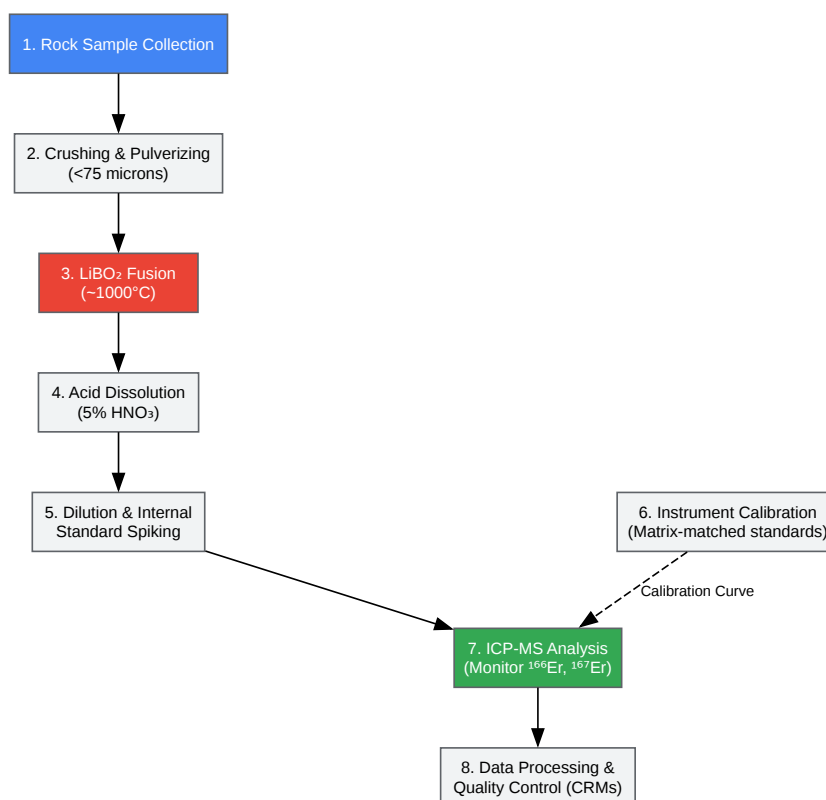 1. Rock Sample Collection
2. Crushing & Pulverizing
(<75 microns)
3. LiBO₂ Fusion
(~1000°C)
4. Acid Dissolution
(5% HNO₃)
5. Dilution & Internal
Standard Spiking
6. Instrument Calibration
(Matrix-matched standards)
Calibration Curve
7. ICP-MS Analysis
(Monitor ¹⁶⁶Er, ¹⁶⁷Er)
8. Data Processing &
Quality Control (CRMs)